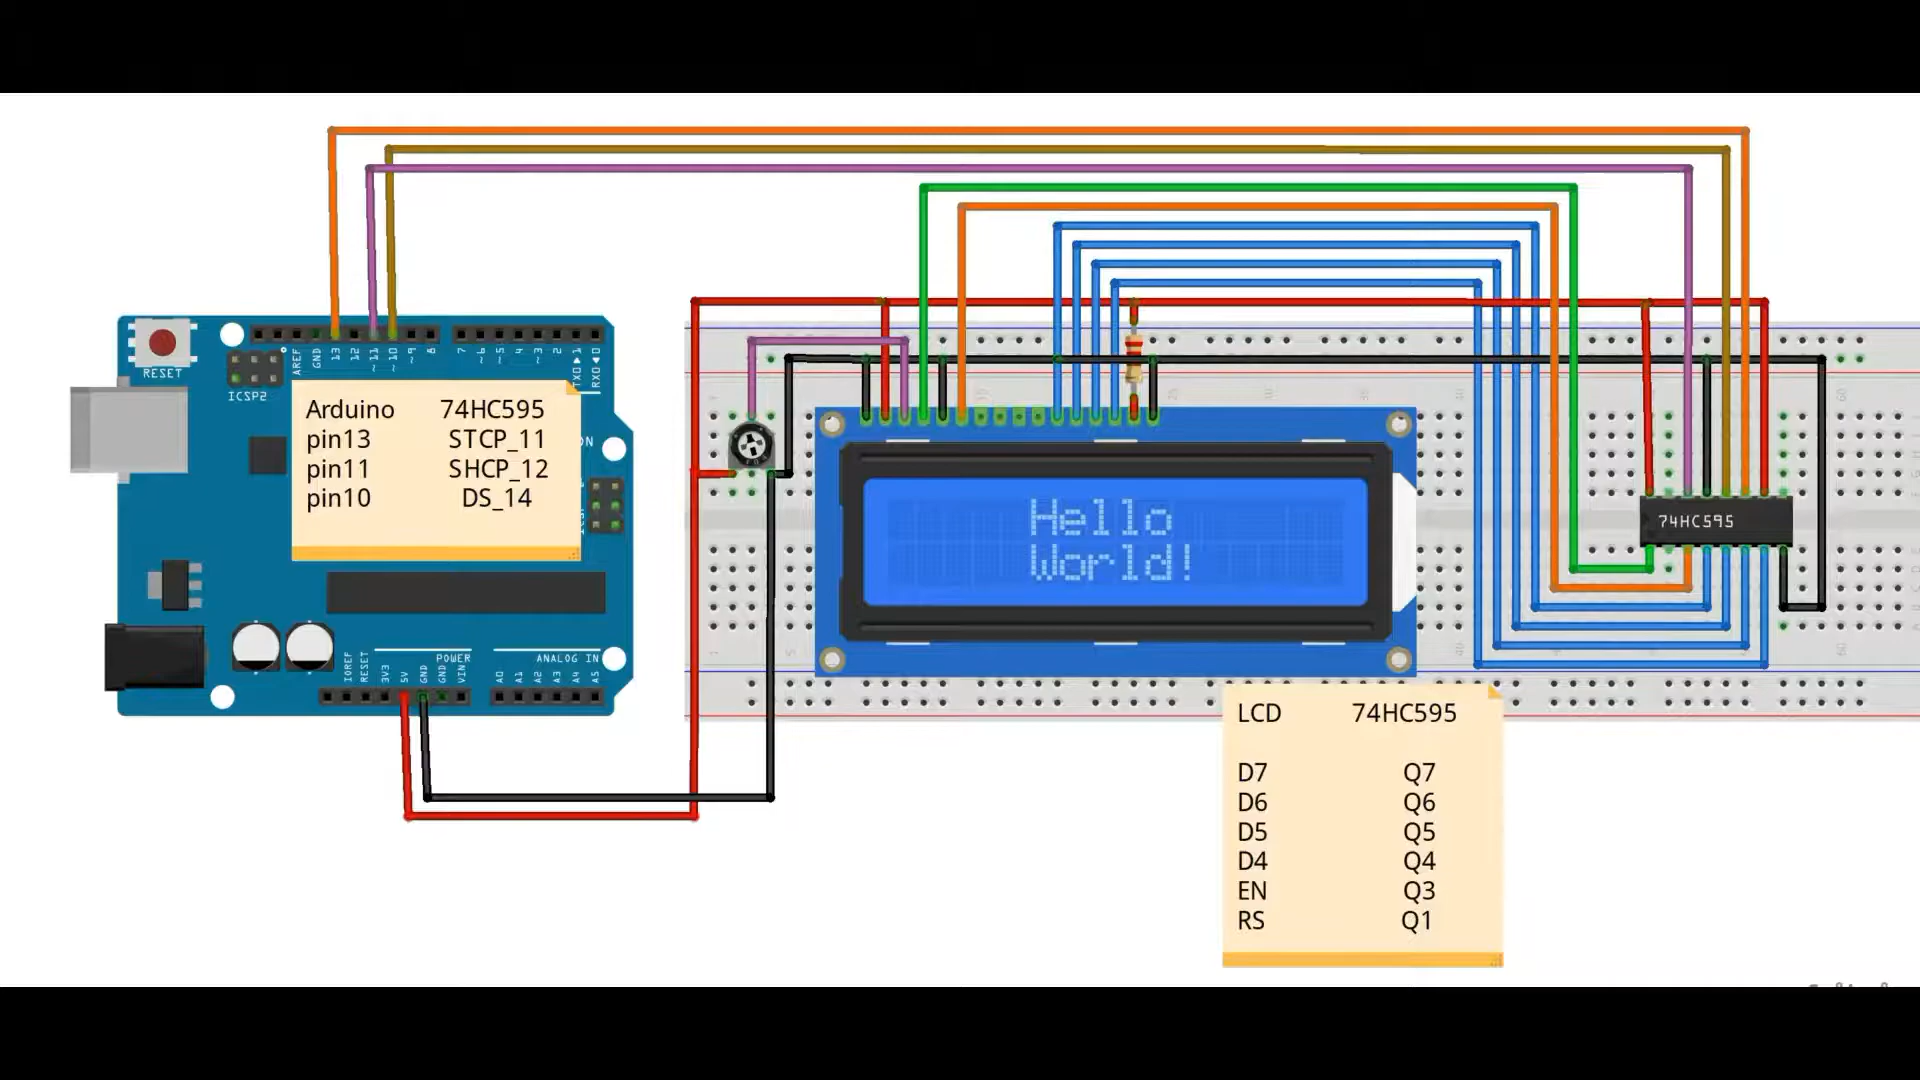 RESET
ICSP2
AREF
GND
13
12
~11
~10
~9
8
7
~6
~5
4
~3
2
TXD▶1
RXD◀0
Arduino 74HC595
pin13 STCP_11
pin11 SHCP_12
pin10 DS_14
ON
IOREF
RESET
3V3
5V
GND
GND
VIN
POWER
A0
A1
A2
A3
A4
A5
ANALOG IN
Hello
World!
74HC595
LCD 74HC595
D7 Q7
D6 Q6
D5 Q5
D4 Q4
EN Q3
RS Q1